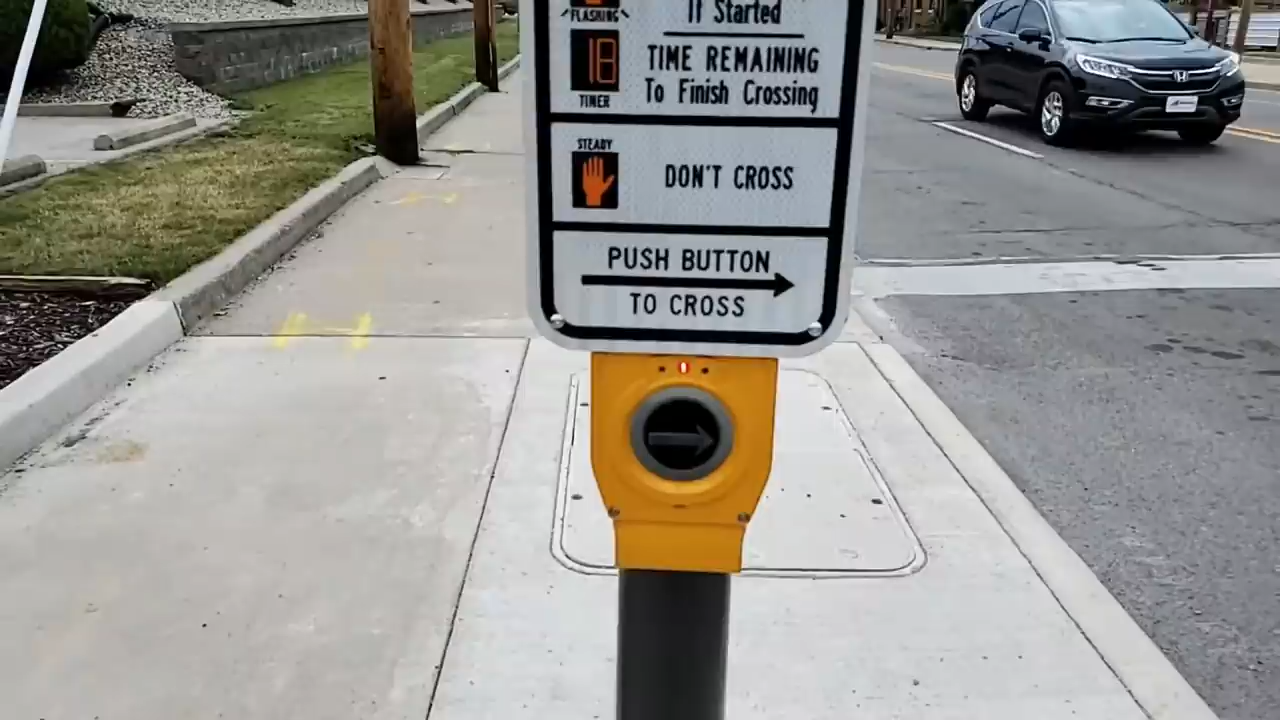 FLASHING
If Started
18
TIME REMAINING
To Finish Crossing
TIMER
STEADY
DON'T CROSS
PUSH BUTTON
TO CROSS